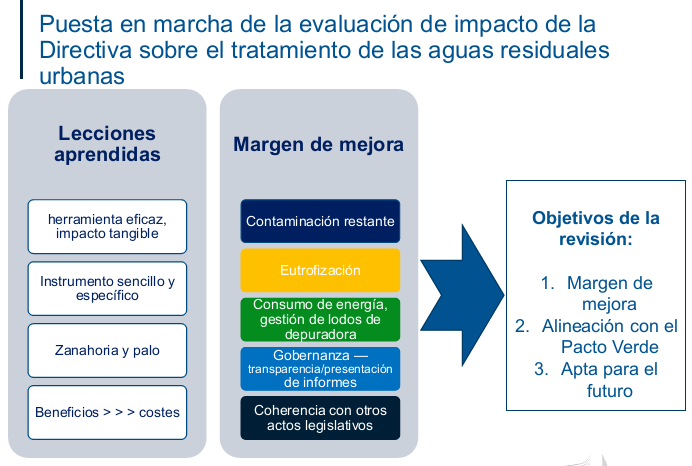 Puesta en marcha de la evaluación de impacto de la
Directiva sobre el tratamiento de las aguas residuales
urbanas
Lecciones
aprendidas
herramienta eficaz,
impacto tangible
Instrumento sencillo y
específico
Zanahoria y palo
Beneficios > > > costes
Margen de mejora
Contaminación restante
Eutrofización
Consumo de energía,
gestión de lodos de
depuradora
Gobernanza —
transparencia/presentación
de informes
Coherencia con otros
actos legislativos
Objetivos de la
revisión:
1. Margen de
mejora
2. Alineación con el
Pacto Verde
3. Apta para el
futuro